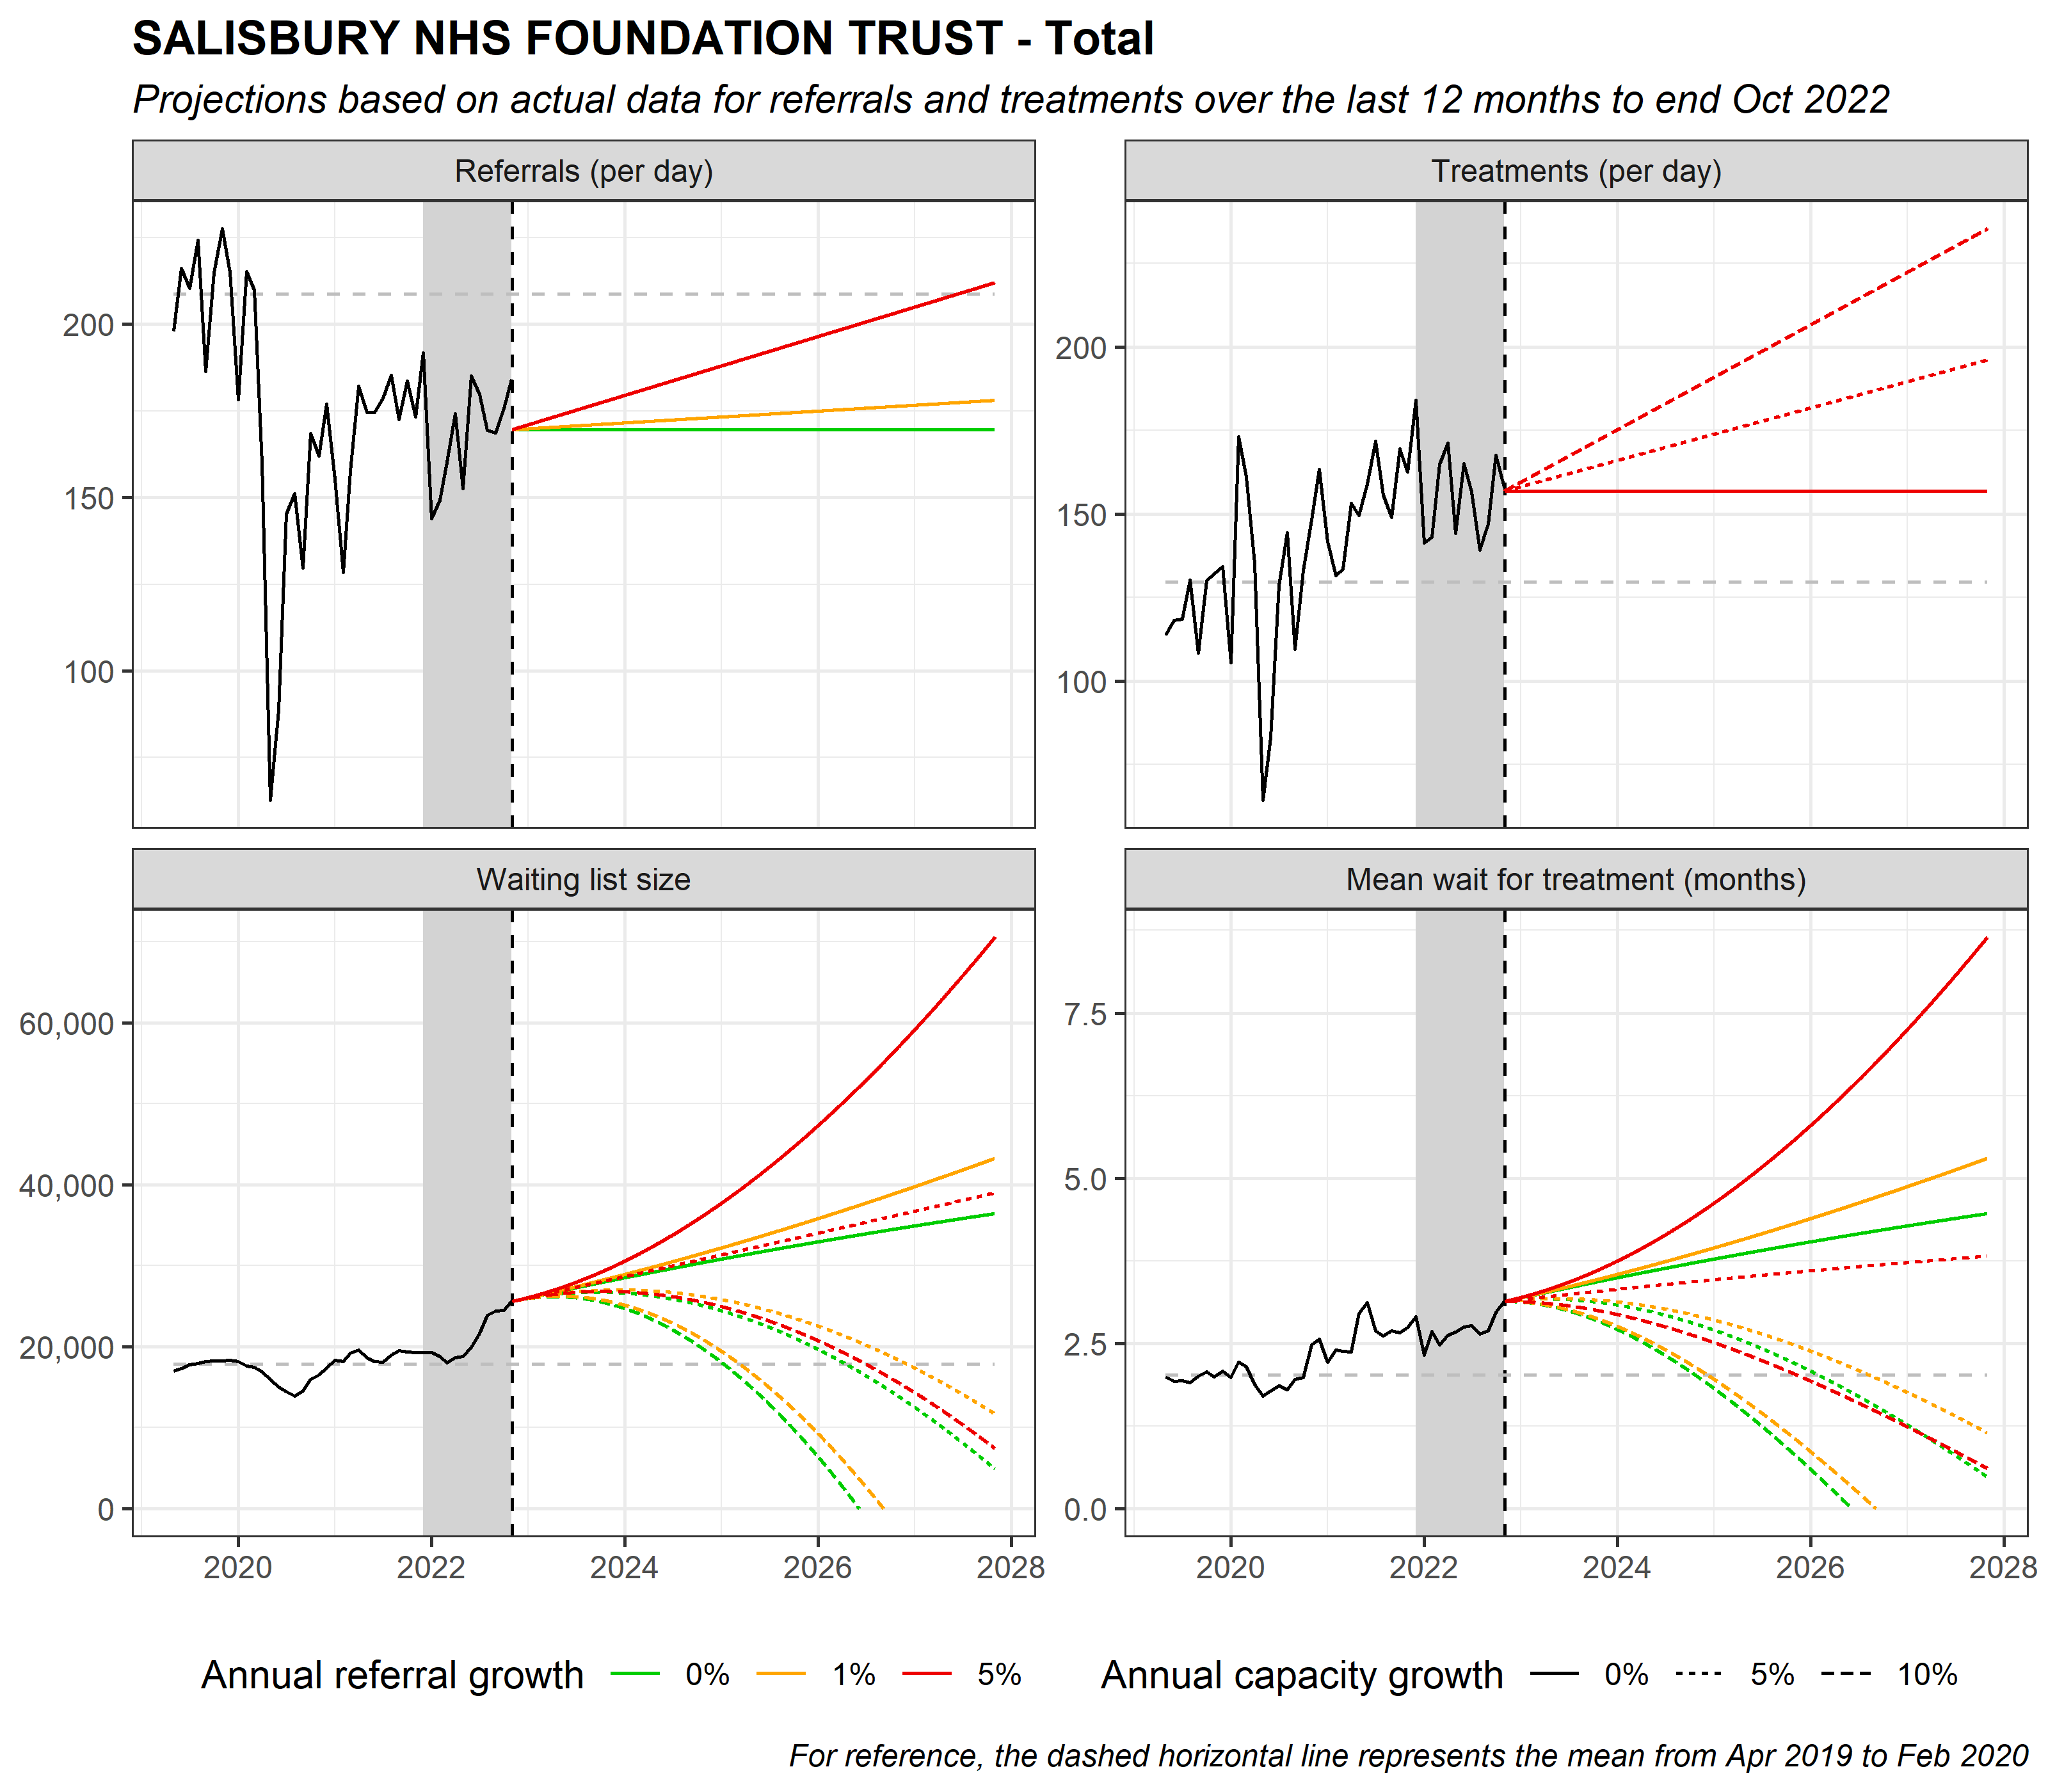 SALISBURY NHS FOUNDATION TRUST - Total
Projections based on actual data for referrals and treatments over the last 12 months to end Oct 2022
Referrals (per day)
200
150
100
Treatments (per day)
200
150
100
Waiting list size
60,000
40,000
20,000
0
2020 2022 2024 2026 2028
Mean wait for treatment (months)
7.5
5.0
2.5
0.0
2020 2022 2024 2026 2028
Annual referral growth 0% 1% 5%
Annual capacity growth 0% 5% 10%
For reference, the dashed horizontal line represents the mean from Apr 2019 to Feb 2020